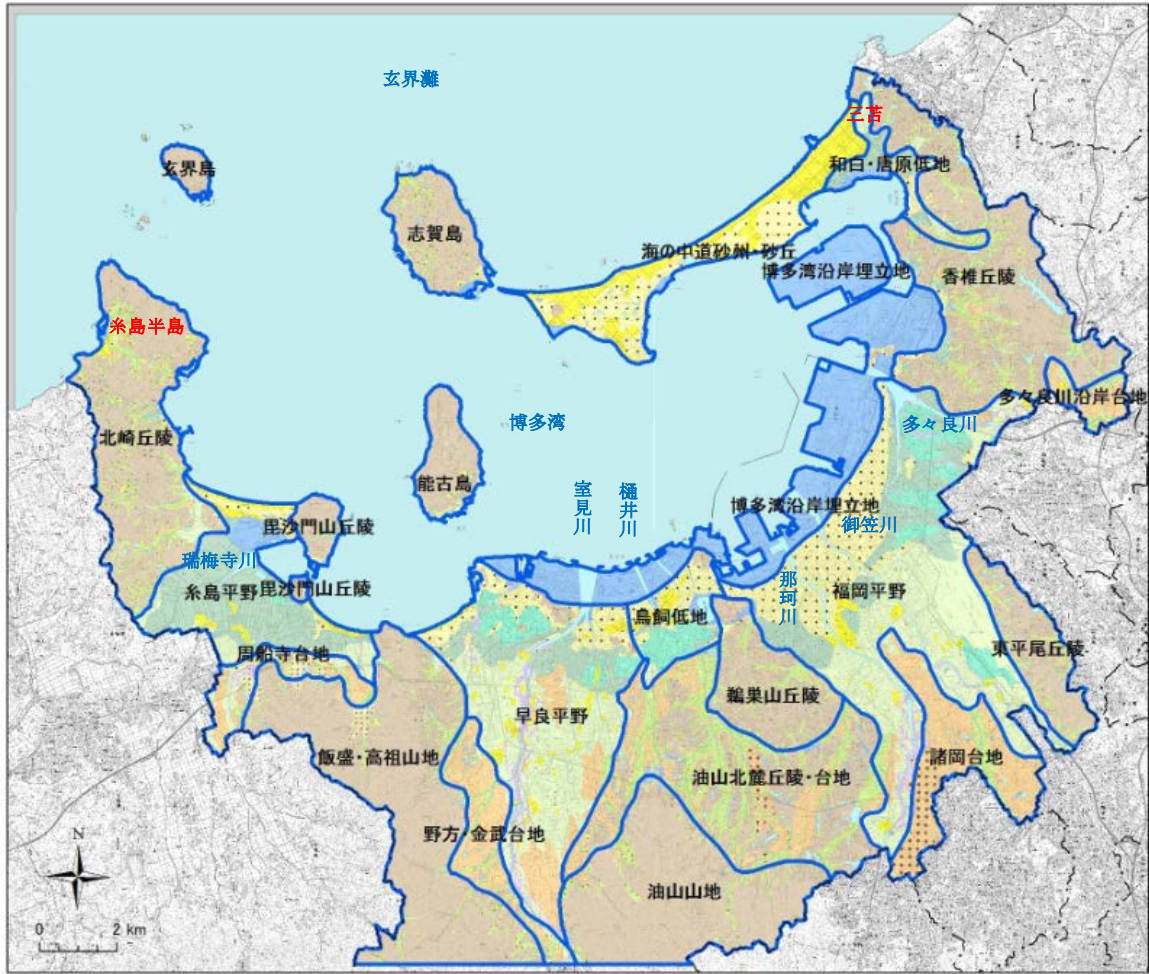 玄界灘
三苫
和白・唐原低地
玄界島
志賀島
海の中道砂州・砂丘
博多湾沿岸埋立地
香椎丘陵
糸島半島
多々良川沿岸台地
多々良川
博多湾
北崎丘陵
能古島
室見川
樋井川
博多湾沿岸埋立地
御笠川
毘沙門山丘陵
瑞梅寺川
糸島平野
毘沙門山丘陵
那珂川
福岡平野
鳥飼低地
東平尾丘陵
周船寺台地
鵜巣山丘陵
早良平野
飯盛・高祖山地
油山北麓丘陵・台地
諸岡台地
野方・金武台地
油山山地
N
0 2 km